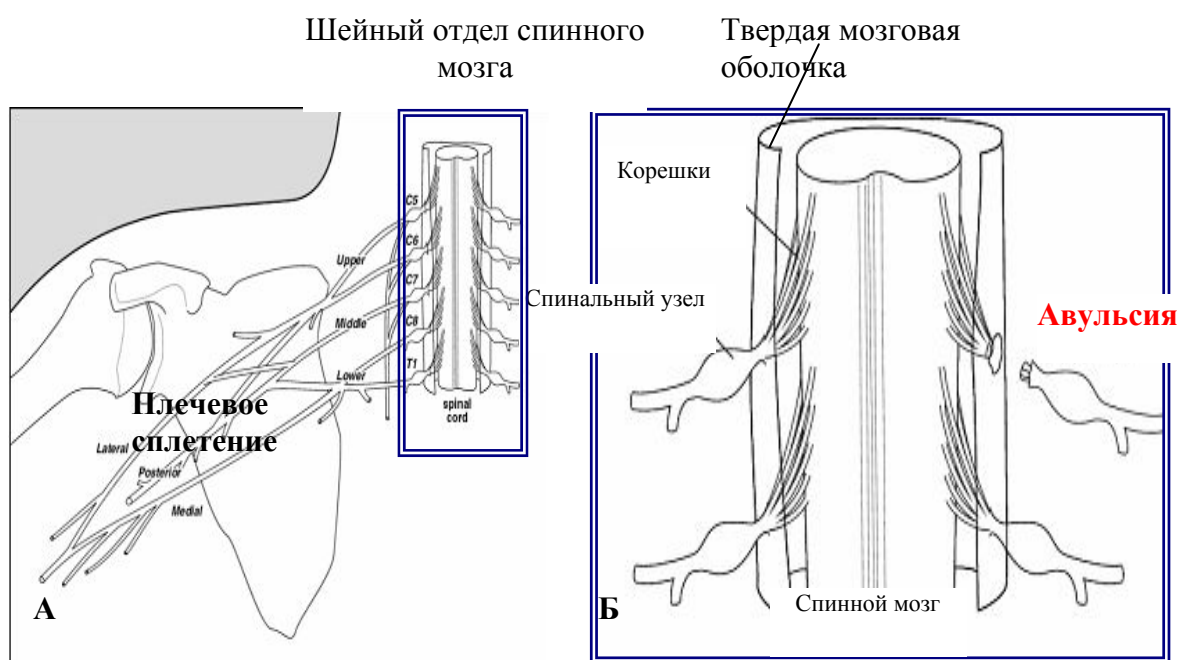 Шейный отдел спинного
мозга
Твердая мозговая
оболочка
Корешки
Спинальный узел
Авульсия
C5
C6
C7
C8
T1
Upper
Middle
Lower
spinal
cord
Плечевое
сплетение
Lateral
Posterior
Medial
А
Спинной мозг
Б